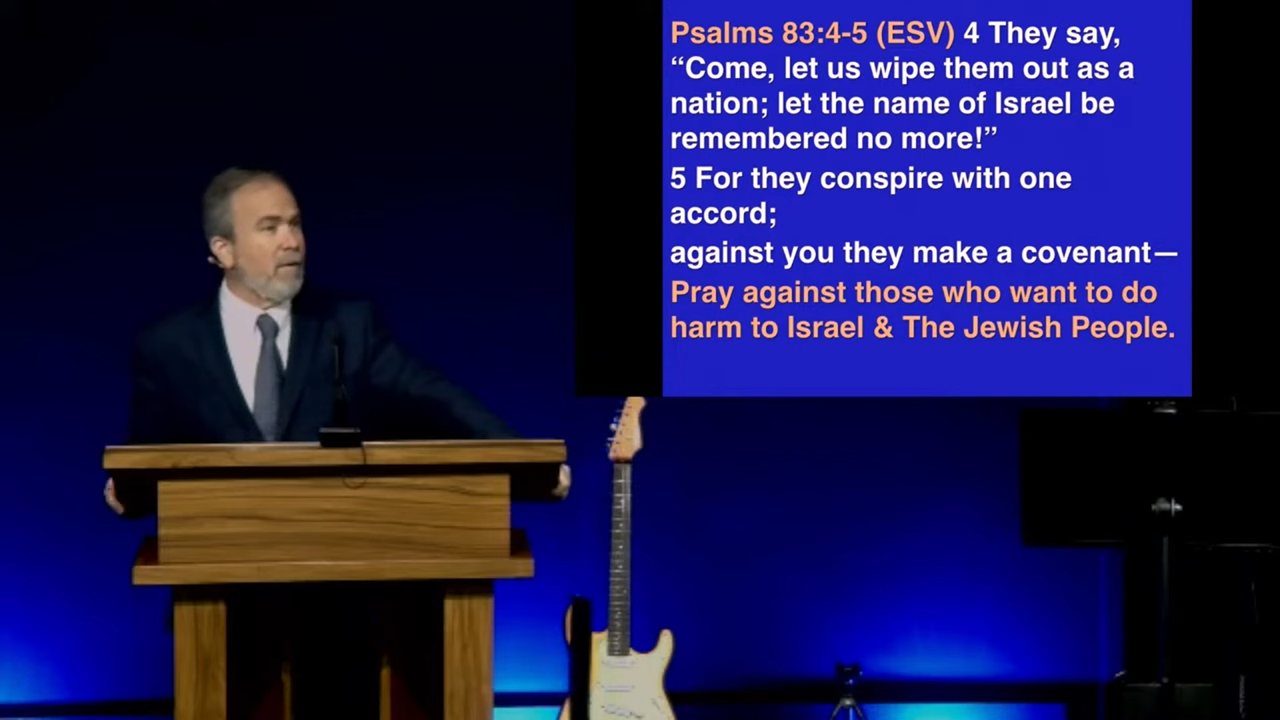 Psalms 83:4-5 (ESV) 4 They say,
“Come, let us wipe them out as a
nation; let the name of Israel be
remembered no more!”
5 For they conspire with one
accord;
against you they make a covenant—
Pray against those who want to do
harm to Israel & The Jewish People.